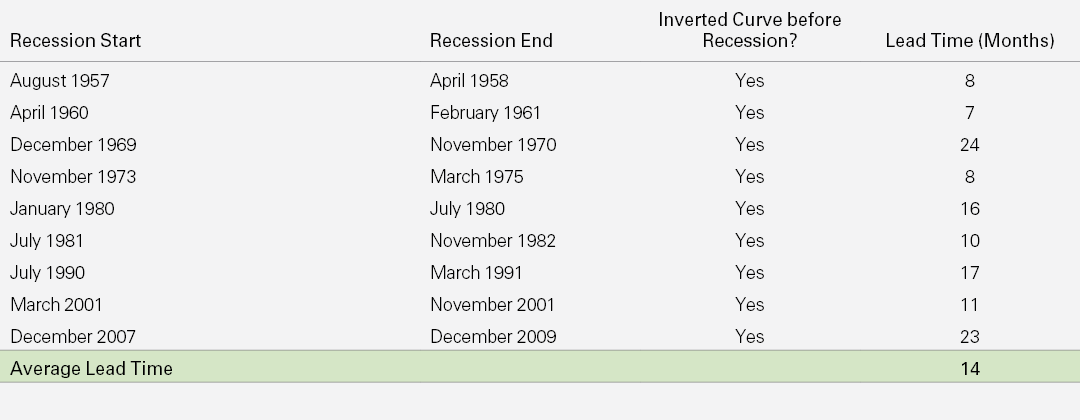 Inverted Curve before
Recession Start Recession End Recession? Lead Time (Months)
August 1957 April 1958 Yes 8
April 1960 February 1961 Yes 7
December 1969 November 1970 Yes 24
November 1973 March 1975 Yes 8
January 1980 July 1980 Yes 16
July 1981 November 1982 Yes 10
July 1990 March 1991 Yes 17
March 2001 November 2001 Yes 11
December 2007 December 2009 Yes 23
Average Lead Time 14